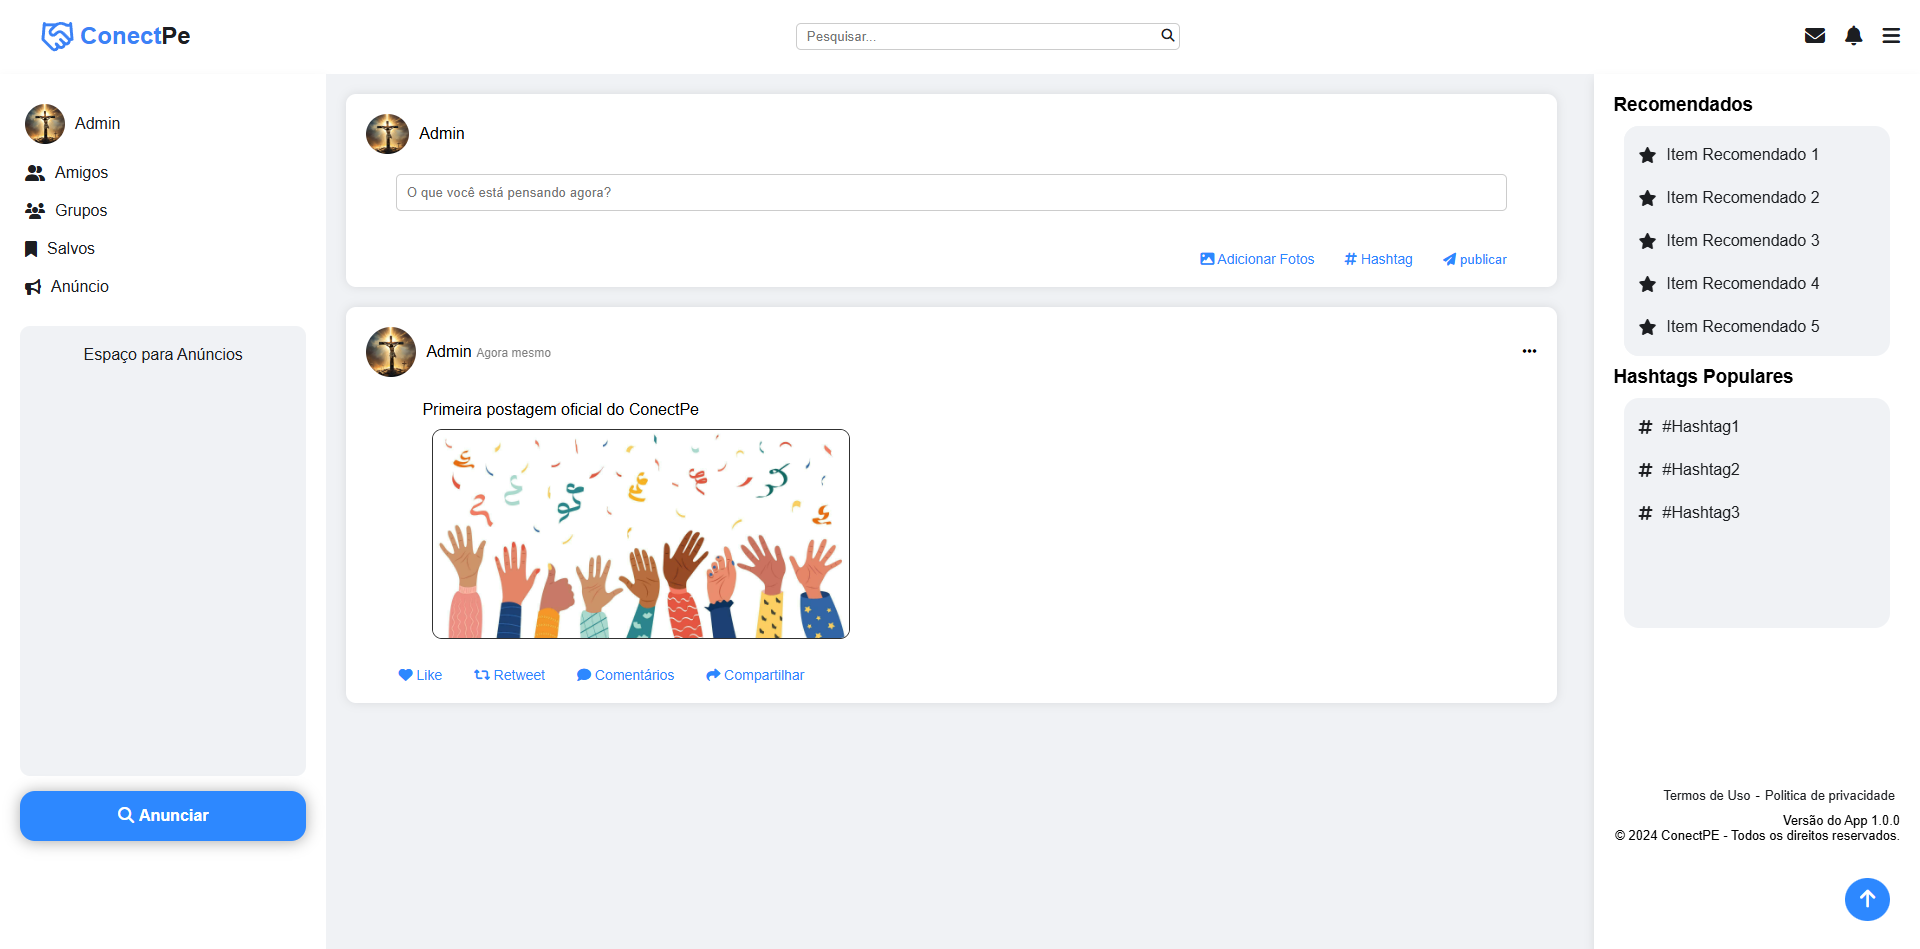 ConectPe
Pesquisar...
Admin
Amigos
Grupos
Salvos
Anúncio
Espaço para Anúncios
Anunciar
Admin
O que você está pensando agora?
Adicionar Fotos
Hashtag
publicar
Admin Agora mesmo
Primeira postagem oficial do ConectPe
Like
Retweet
Comentários
Compartilhar
Recomendados
Item Recomendado 1
Item Recomendado 2
Item Recomendado 3
Item Recomendado 4
Item Recomendado 5
Hashtags Populares
#Hashtag1
#Hashtag2
#Hashtag3
Termos de Uso - Politica de privacidade
Versão do App 1.0.0
© 2024 ConectPE - Todos os direitos reservados.